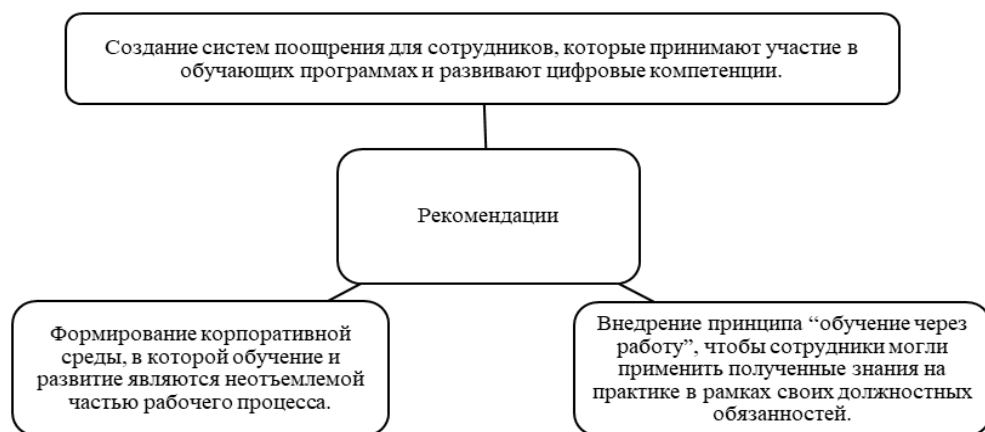 Создание систем поощрения для сотрудников, которые принимают участие в
обучающих программах и развивают цифровые компетенции.
Рекомендации
Формирование корпоративной
среды, в которой обучение и
развитие являются неотъемлемой
частью рабочего процесса.
Внедрение принципа “обучение через
работу”, чтобы сотрудники могли
применить полученные знания на
практике в рамках своих должностных
обязанностей.